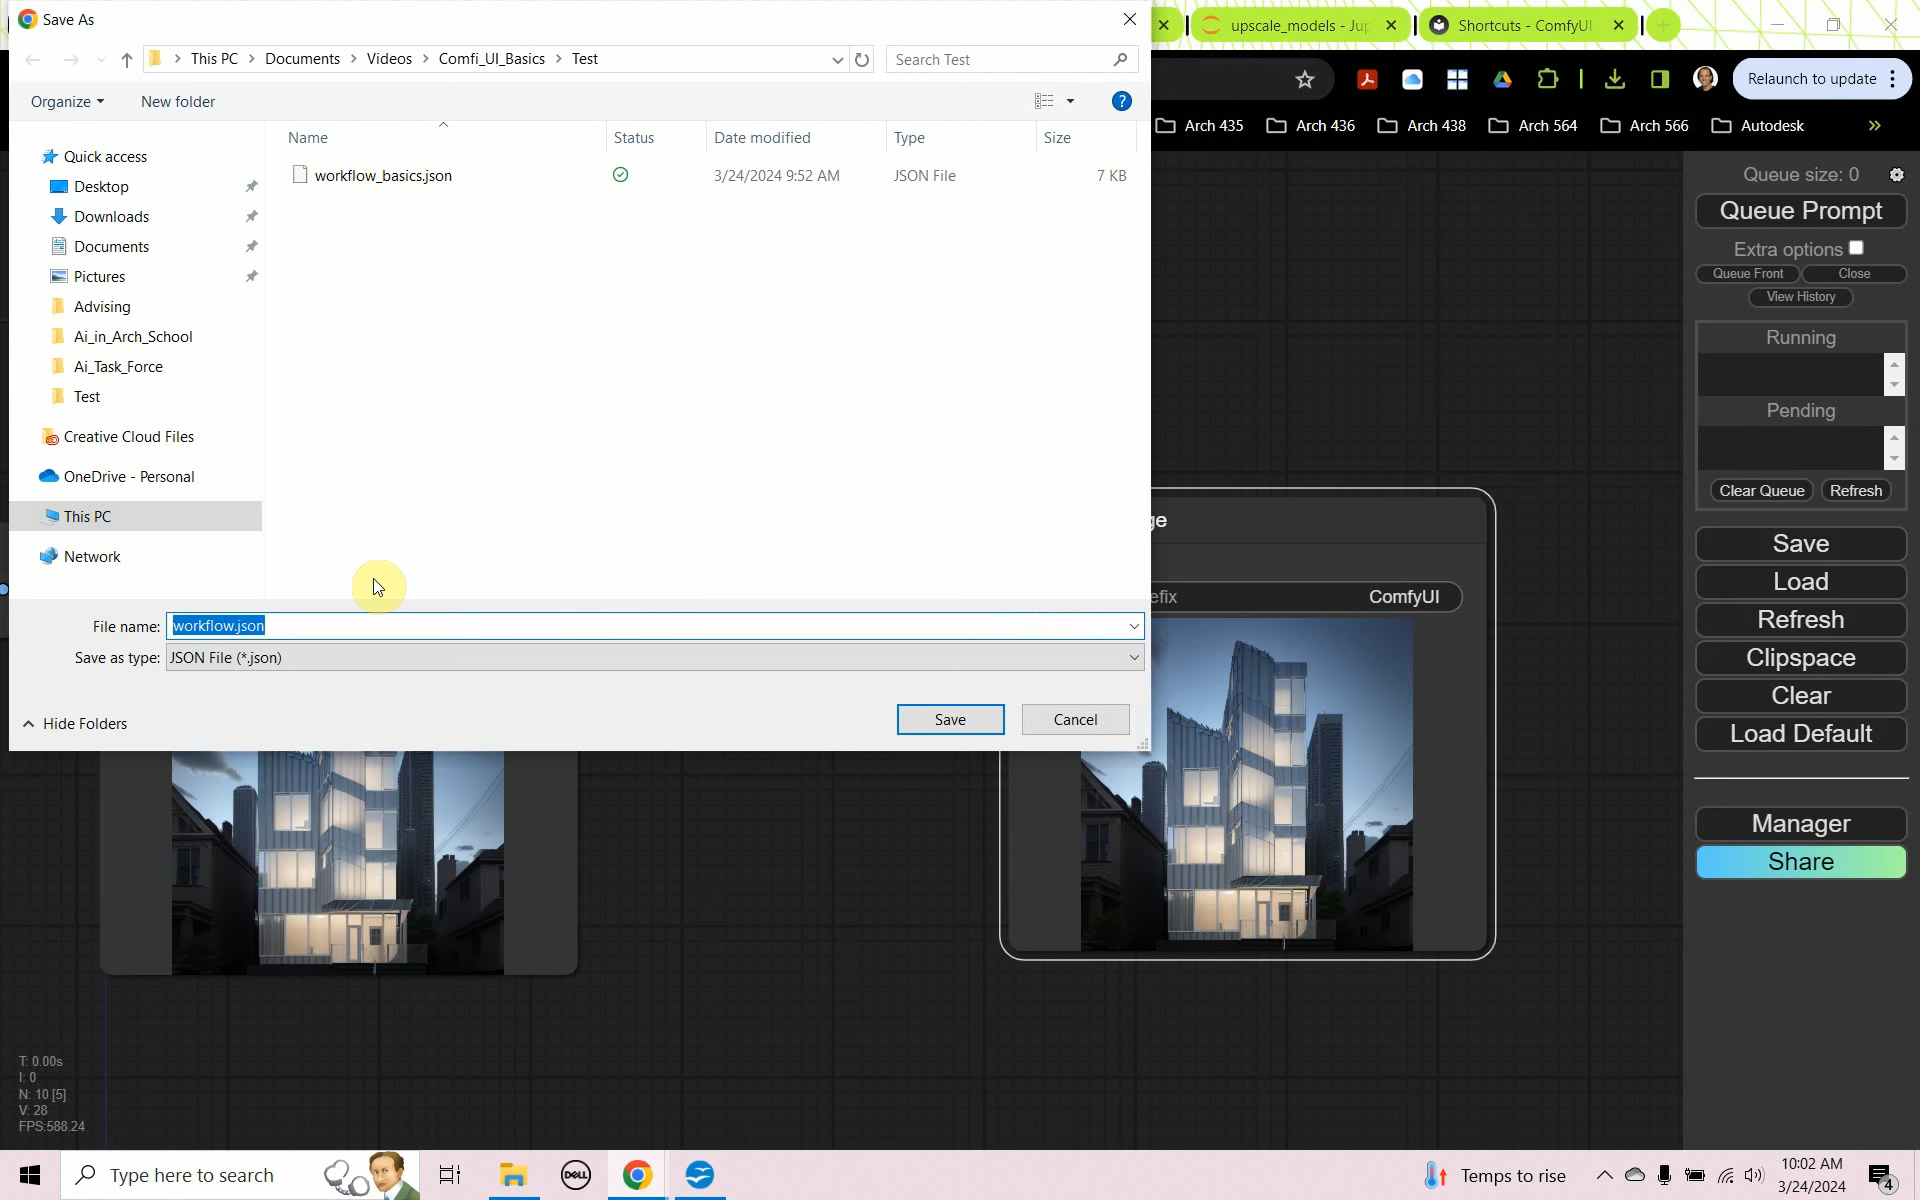 Save As
upscale_models - Jup
Shortcuts - ComfyUI
This PC > Documents > Videos > Comfi_UI_Basics > Test
Search Test
Relaunch to update
Organize
New folder
Arch 435
Arch 436
Arch 438
Arch 564
Arch 566
Autodesk
Name
Status
Date modified
Type
Size
workflow_basics.json
3/24/2024 9:52 AM
JSON File
7 KB
Quick access
Desktop
Downloads
Documents
Pictures
Advising
Ai_in_Arch_School
Ai_Task_Force
Test
Creative Cloud Files
OneDrive - Personal
This PC
Network
File name: workflow.json
Save as type: JSON File (*.json)
Hide Folders
Save
Cancel
Queue size: 0
Queue Prompt
Extra options
Queue Front
Close
View History
Running
Pending
Clear Queue
Refresh
Save
Load
Refresh
Clipspace
Clear
Load Default
Manager
Share
ge
efix
ComfyUI
T: 0.00s
I: 0
N: 10 [5]
V: 28
FPS:588.24
Type here to search
DELL
Temps to rise
10:02 AM
3/24/2024
4